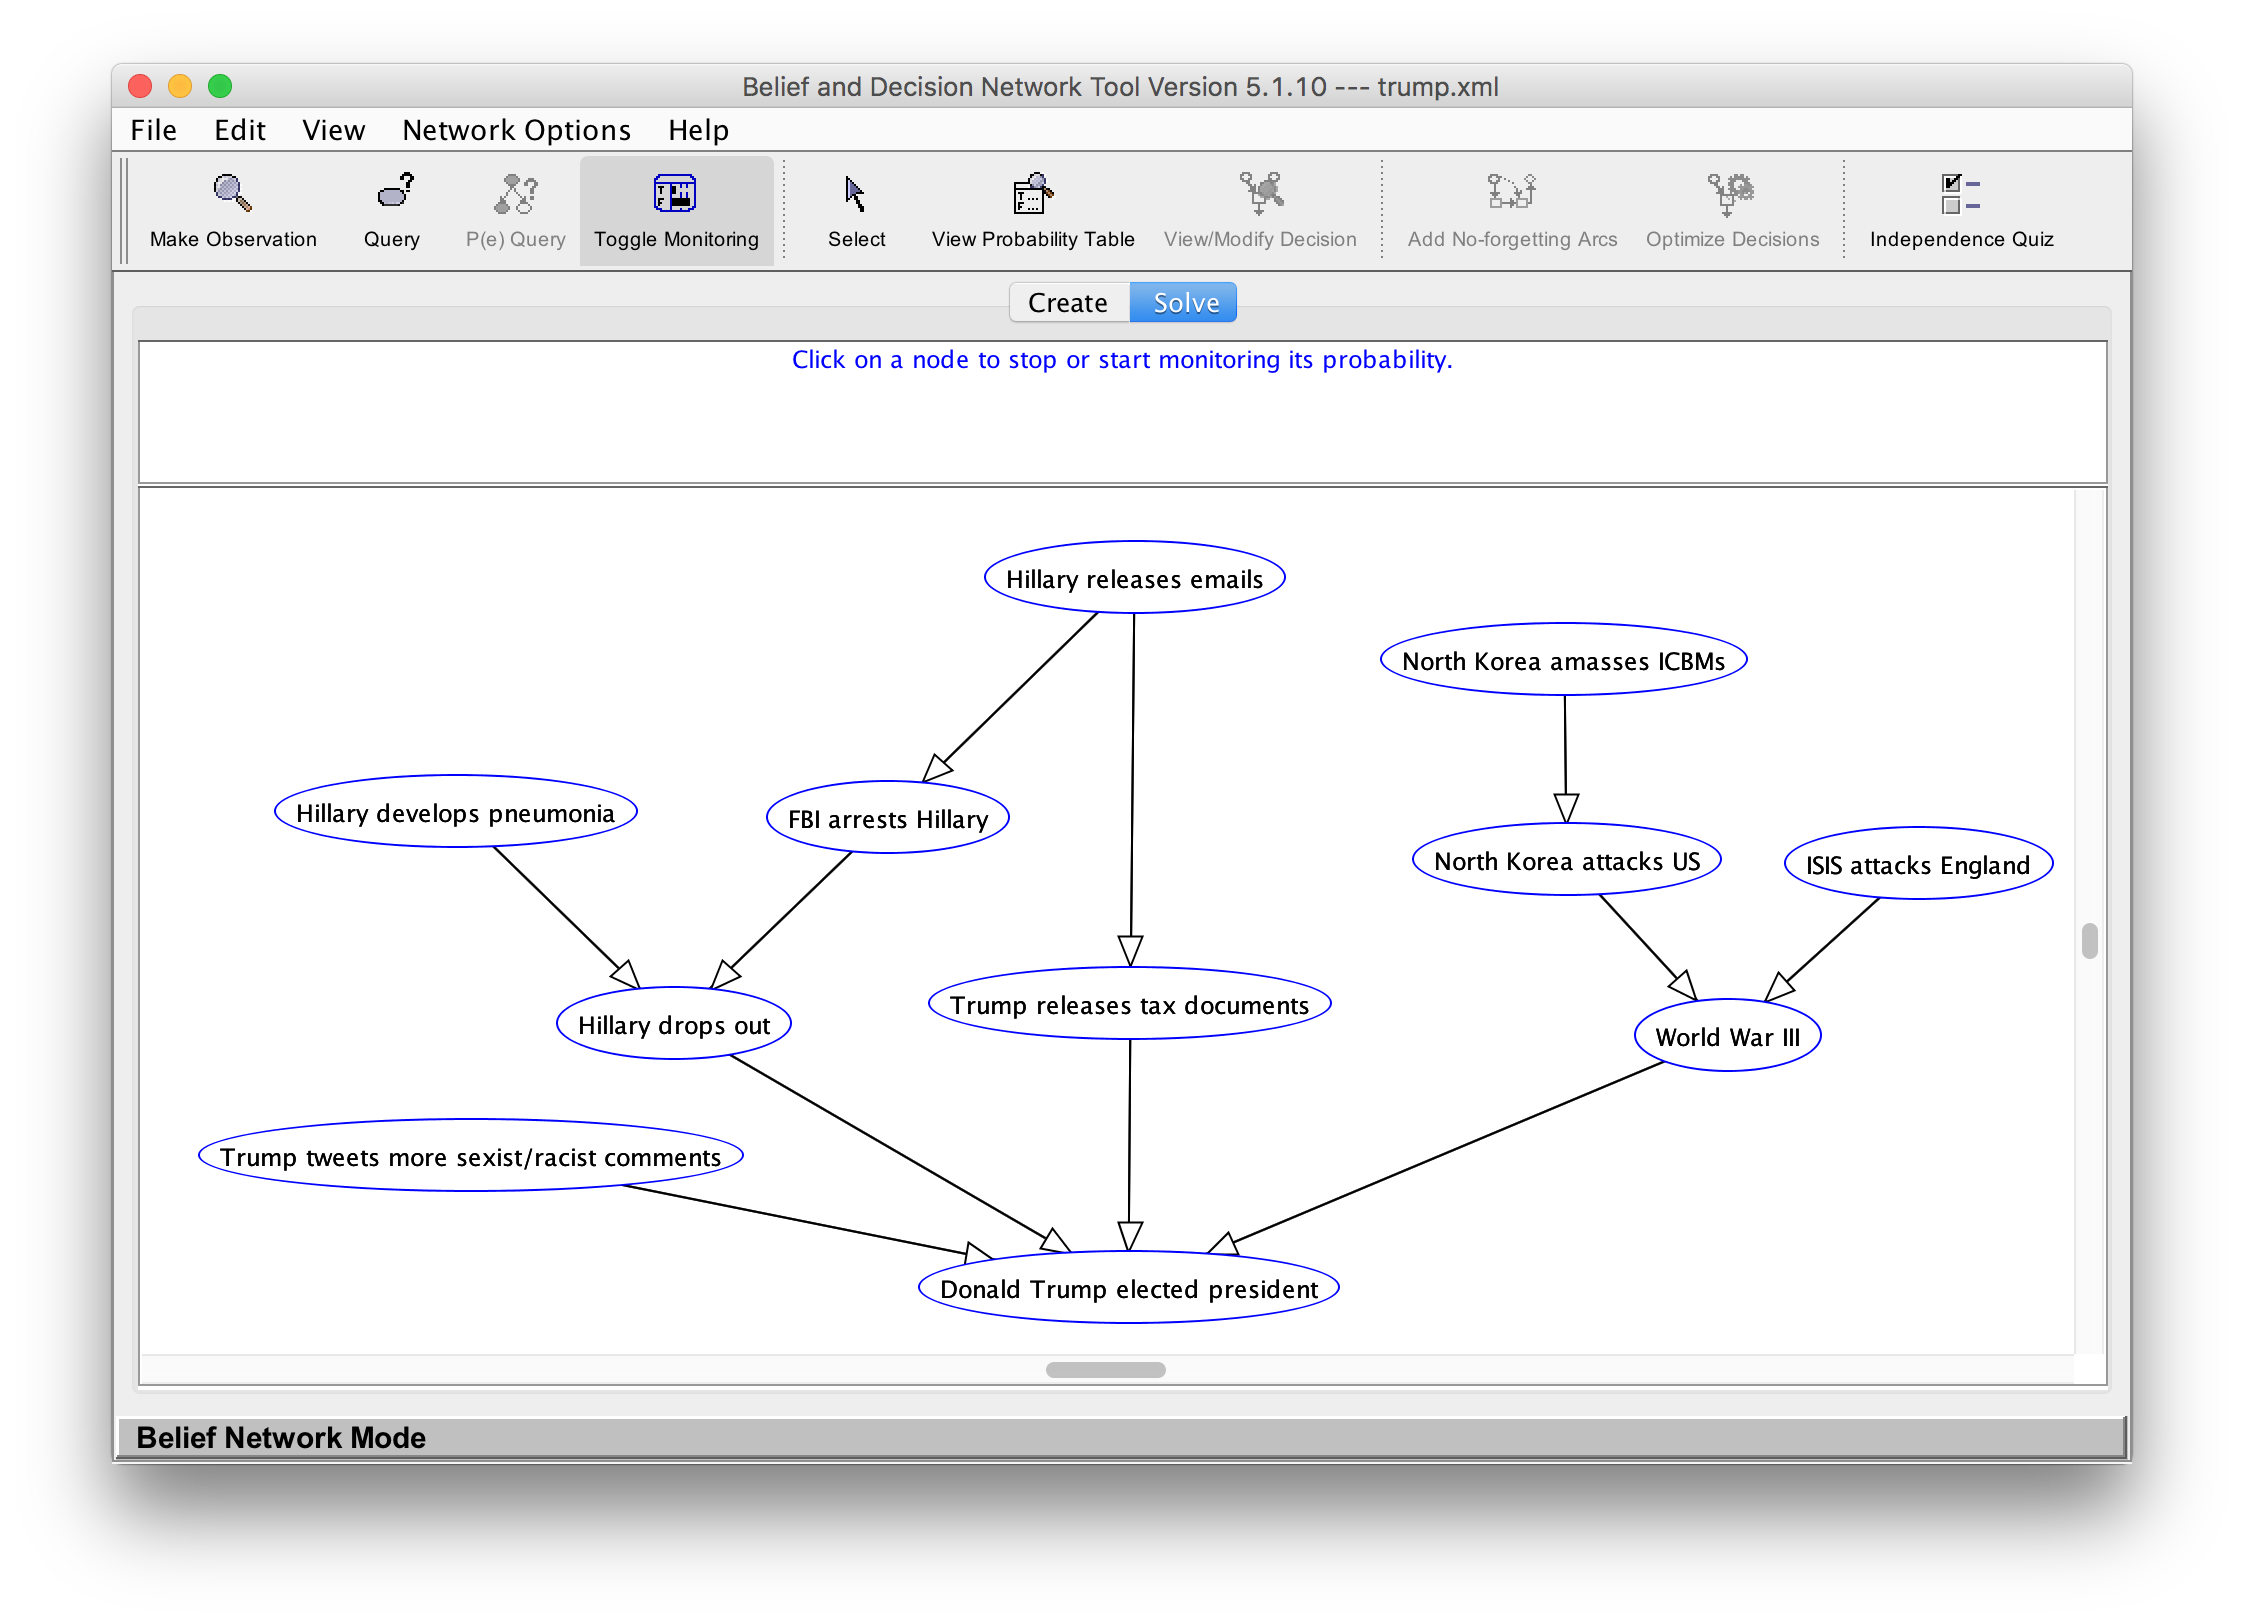 Belief and Decision Network Tool Version 5.1.10 --- trump.xml
File Edit View Network Options Help
Make Observation Query P(e) Query Toggle Monitoring Select View Probability Table View/Modify Decision Add No-forgetting Arcs Optimize Decisions Independence Quiz
Create Solve
Click on a node to stop or start monitoring its probability.
Hillary releases emails
North Korea amasses ICBMs
Hillary develops pneumonia
FBI arrests Hillary
North Korea attacks US
ISIS attacks England
Hillary drops out
Trump releases tax documents
World War III
Trump tweets more sexist/racist comments
Donald Trump elected president
Belief Network Mode